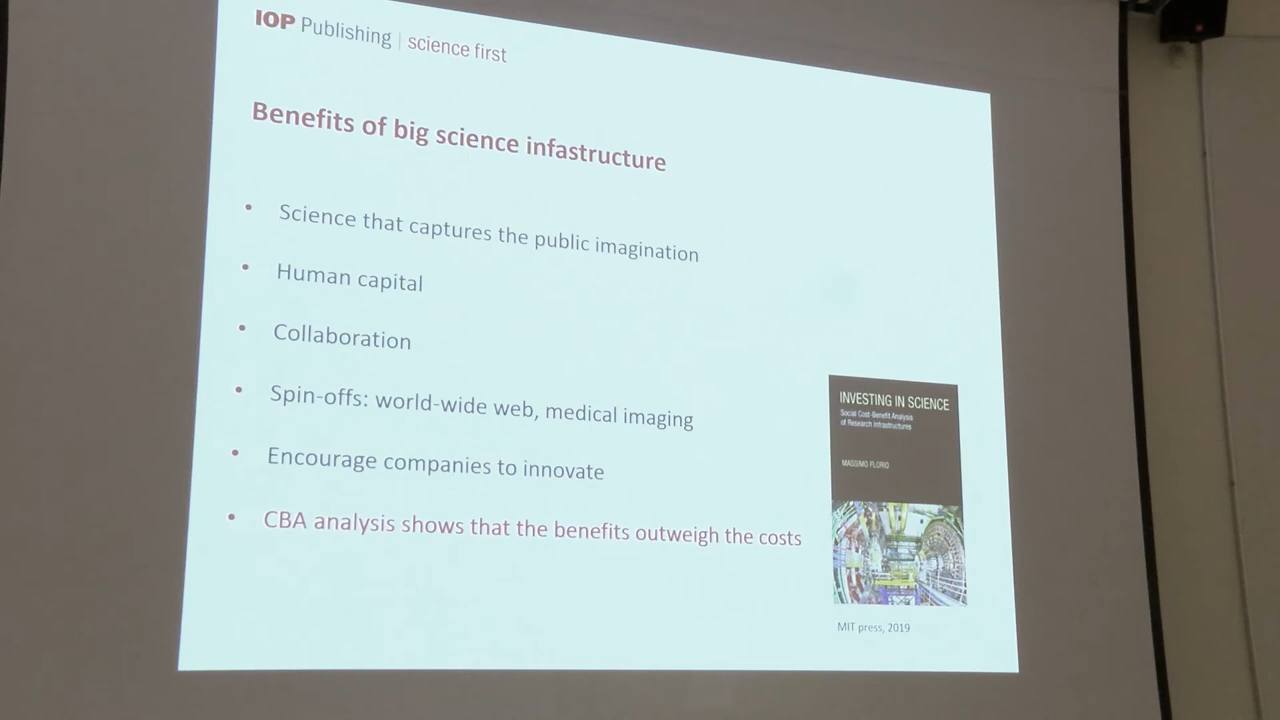 IOP Publishing | science first
Benefits of big science infastructure
• Science that captures the public imagination
• Human capital
• Collaboration
• Spin-offs: world-wide web, medical imaging
• Encourage companies to innovate
• CBA analysis shows that the benefits outweigh the costs
INVESTING IN SCIENCE
Social Cost-Benefit Analysis
of Research Infrastructures
MASSIMO FLORIO
MIT press, 2019